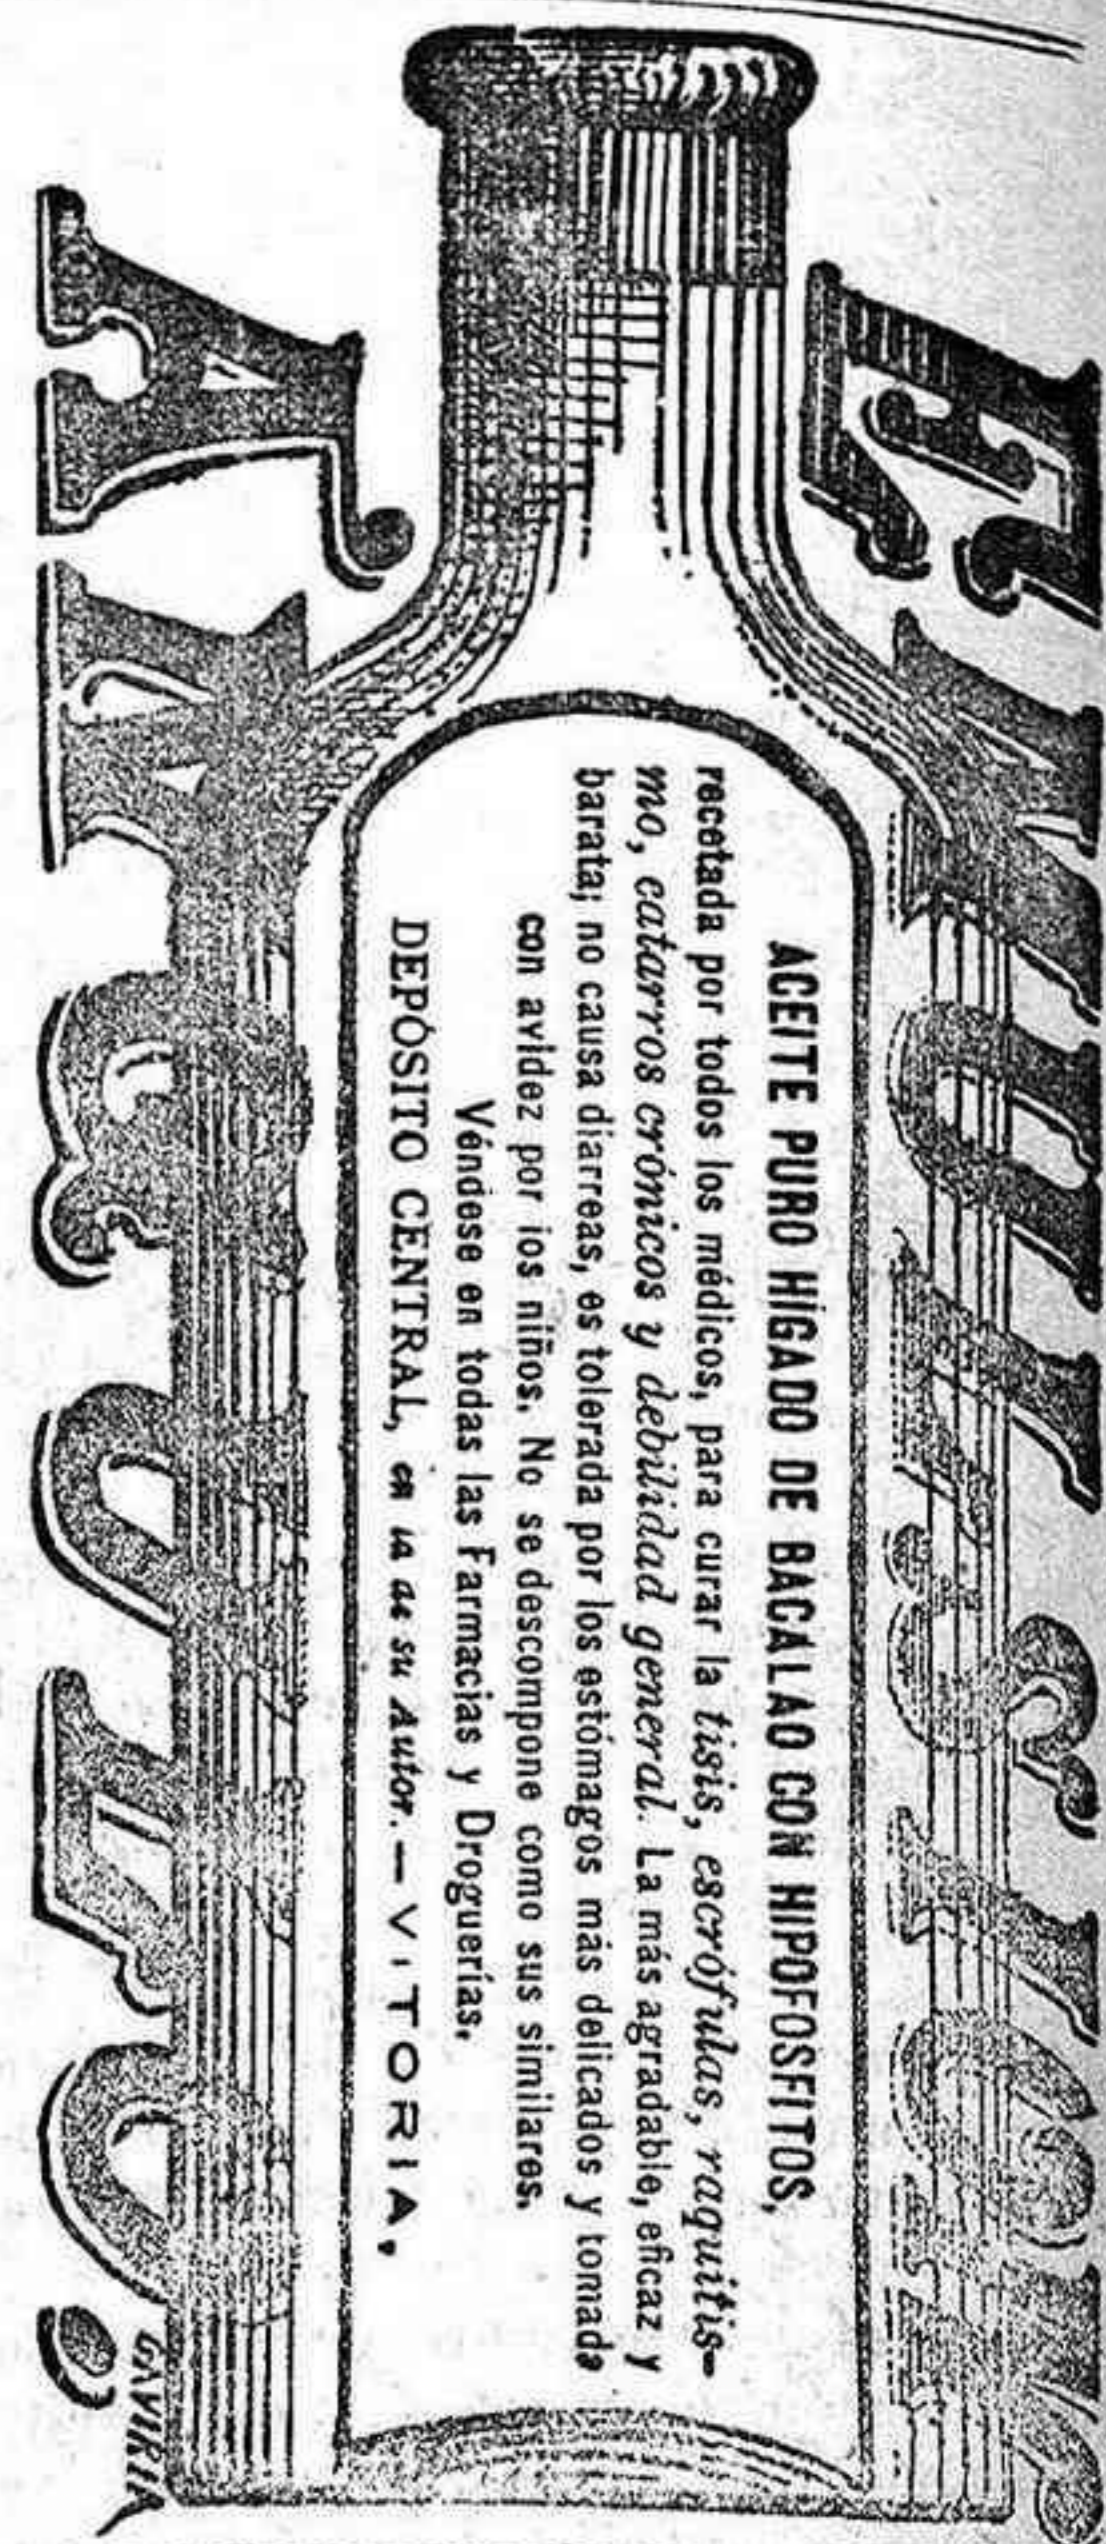 EMULSION
ACEITE PURO HÍGADO DE BACALAO CON HIPOFOSFITOS,
recetada por todos los médicos, para curar la tisis, escrófulas, raquitis-
mo, catarros crónicos y debilidad general. La más agradable, eficaz y
barata; no causa diarreas, es tolerada por los estómagos más delicados y tomada
con avidez por los niños. No se descompone como sus similares.
Véndese en todas las Farmacias y Droguerías.
DEPÓSITO CENTRAL, en la de su Autor.—VITORIA.
GAVIRIA